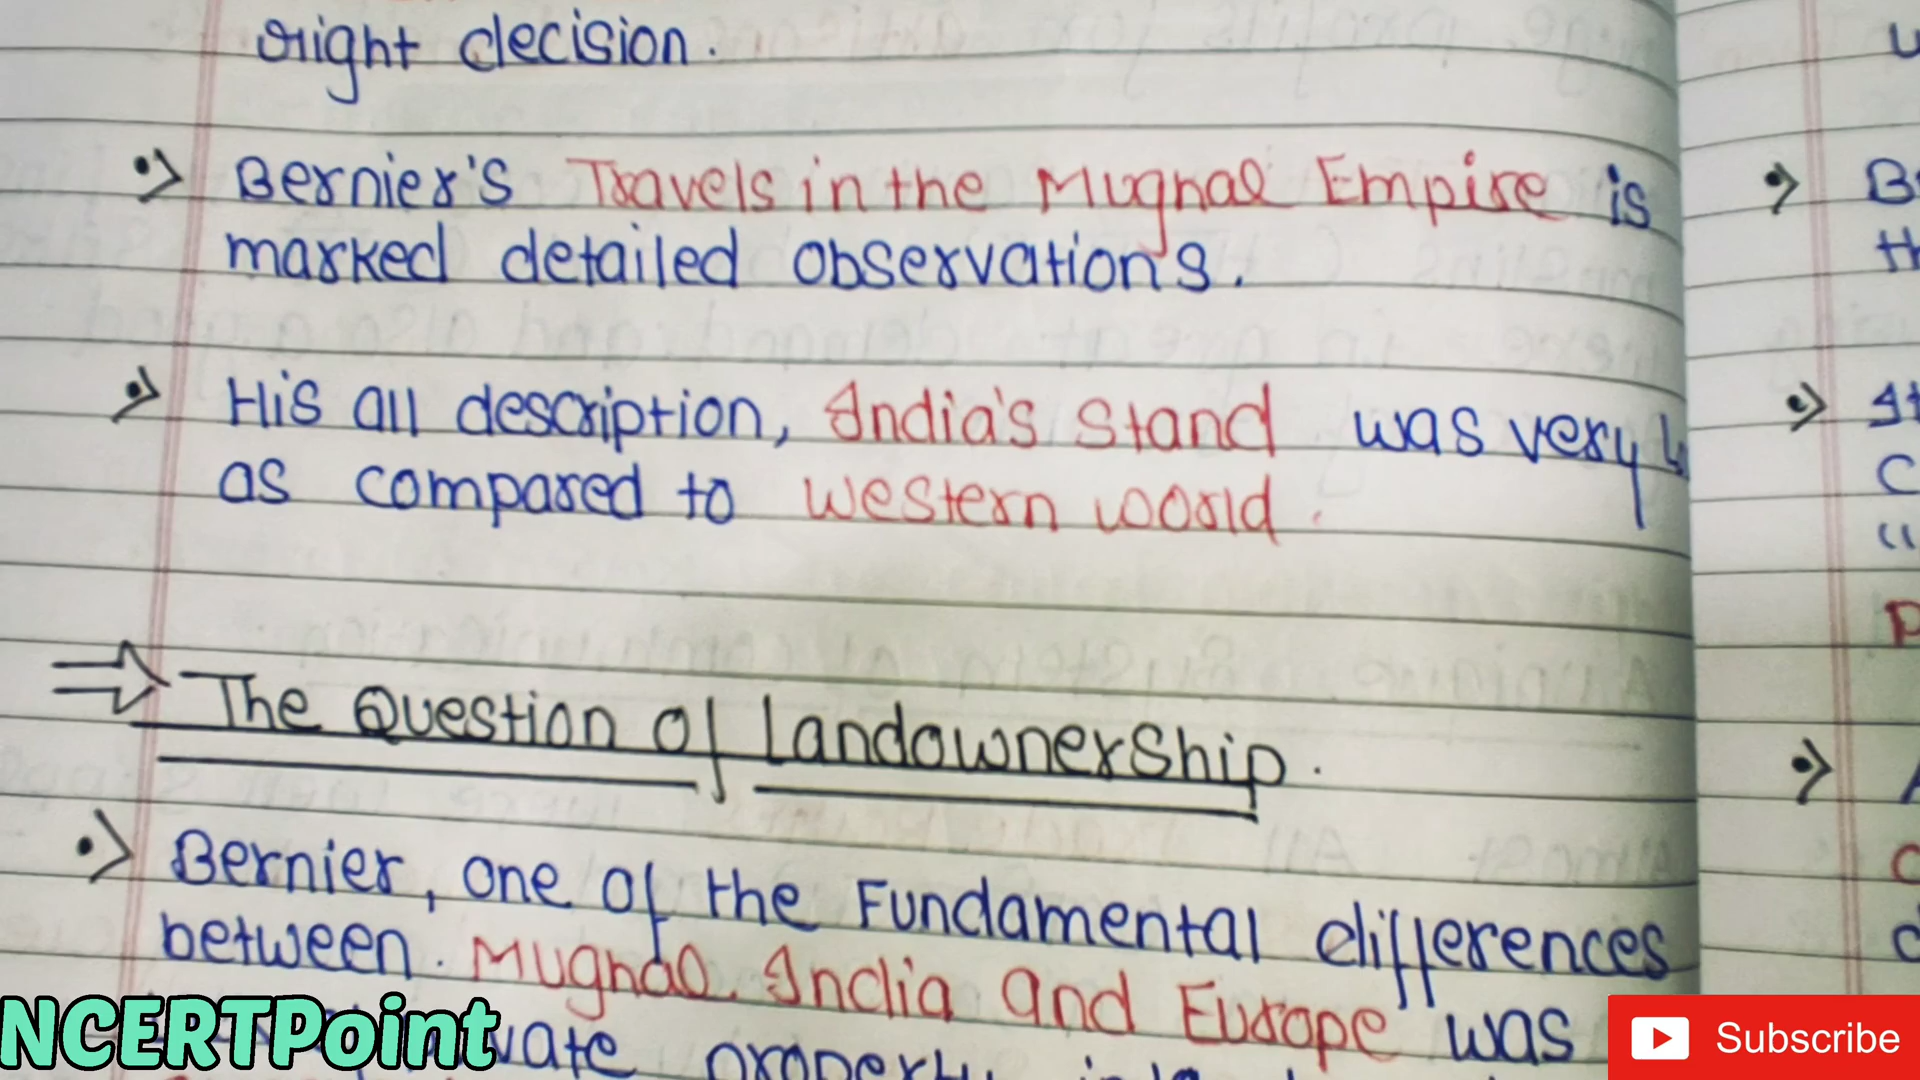 right decision.
Bernier's Travels in the Mughal Empire is
marked detailed observations.
His all description, India's Stand was very
as compared to western world.
⇒ The Question of Landownership.
Bernier, one of the Fundamental differences
between. Mughal India and Europe was
property
B
th
C
"
NCERTPoint
Subscribe